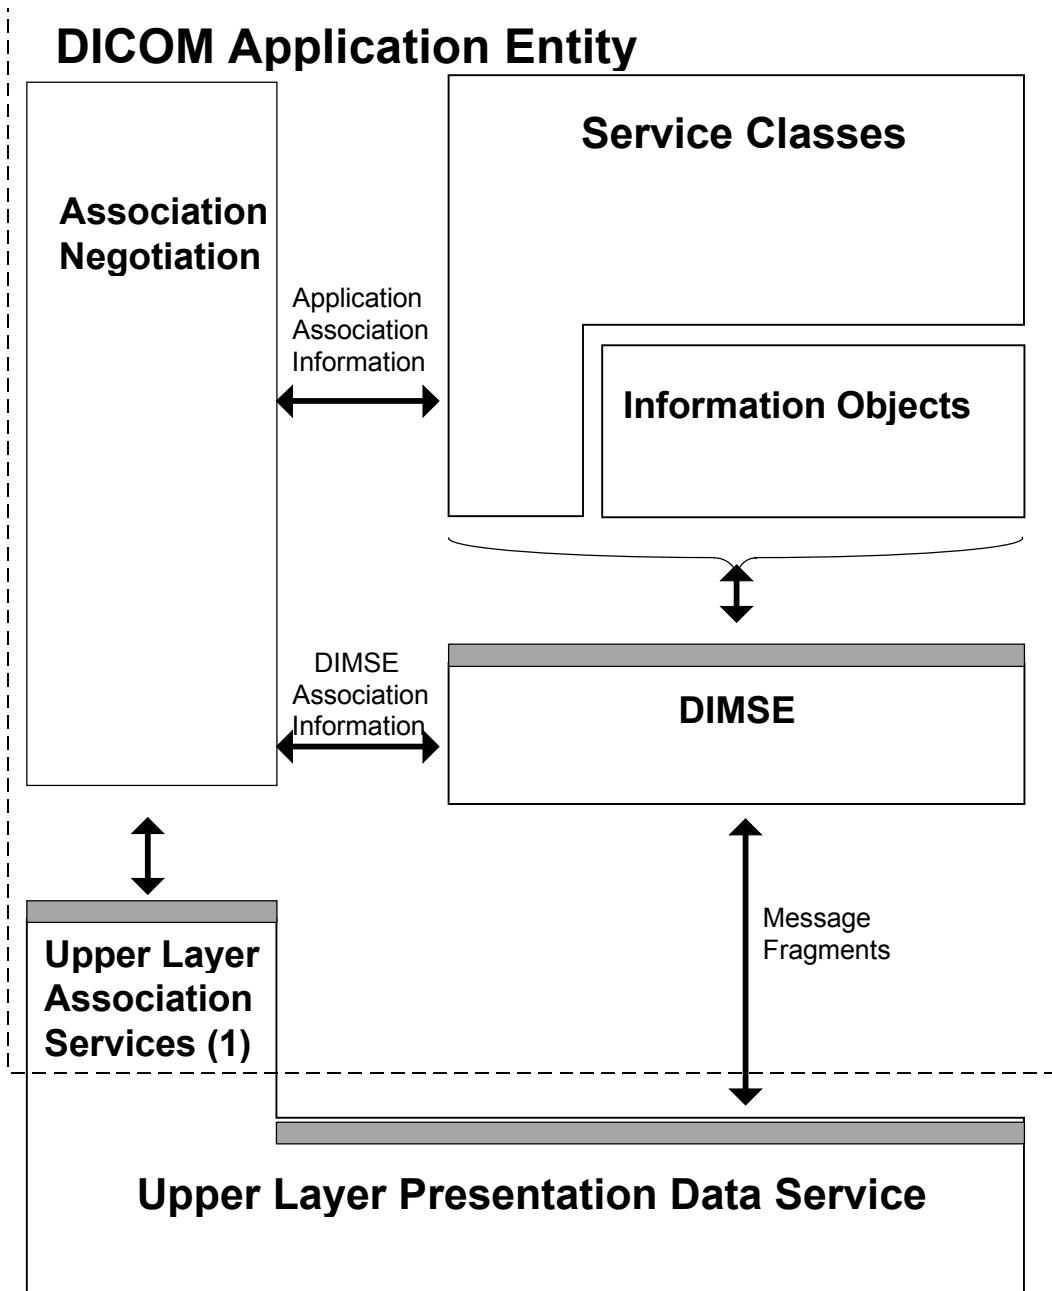 DICOM Application Entity
Service Classes
Association
Negotiation
Application
Association
Information
Information Objects
DIMSE
Association
Information
DIMSE
Message
Fragments
Upper Layer
Association
Services (1)
Upper Layer Presentation Data Service